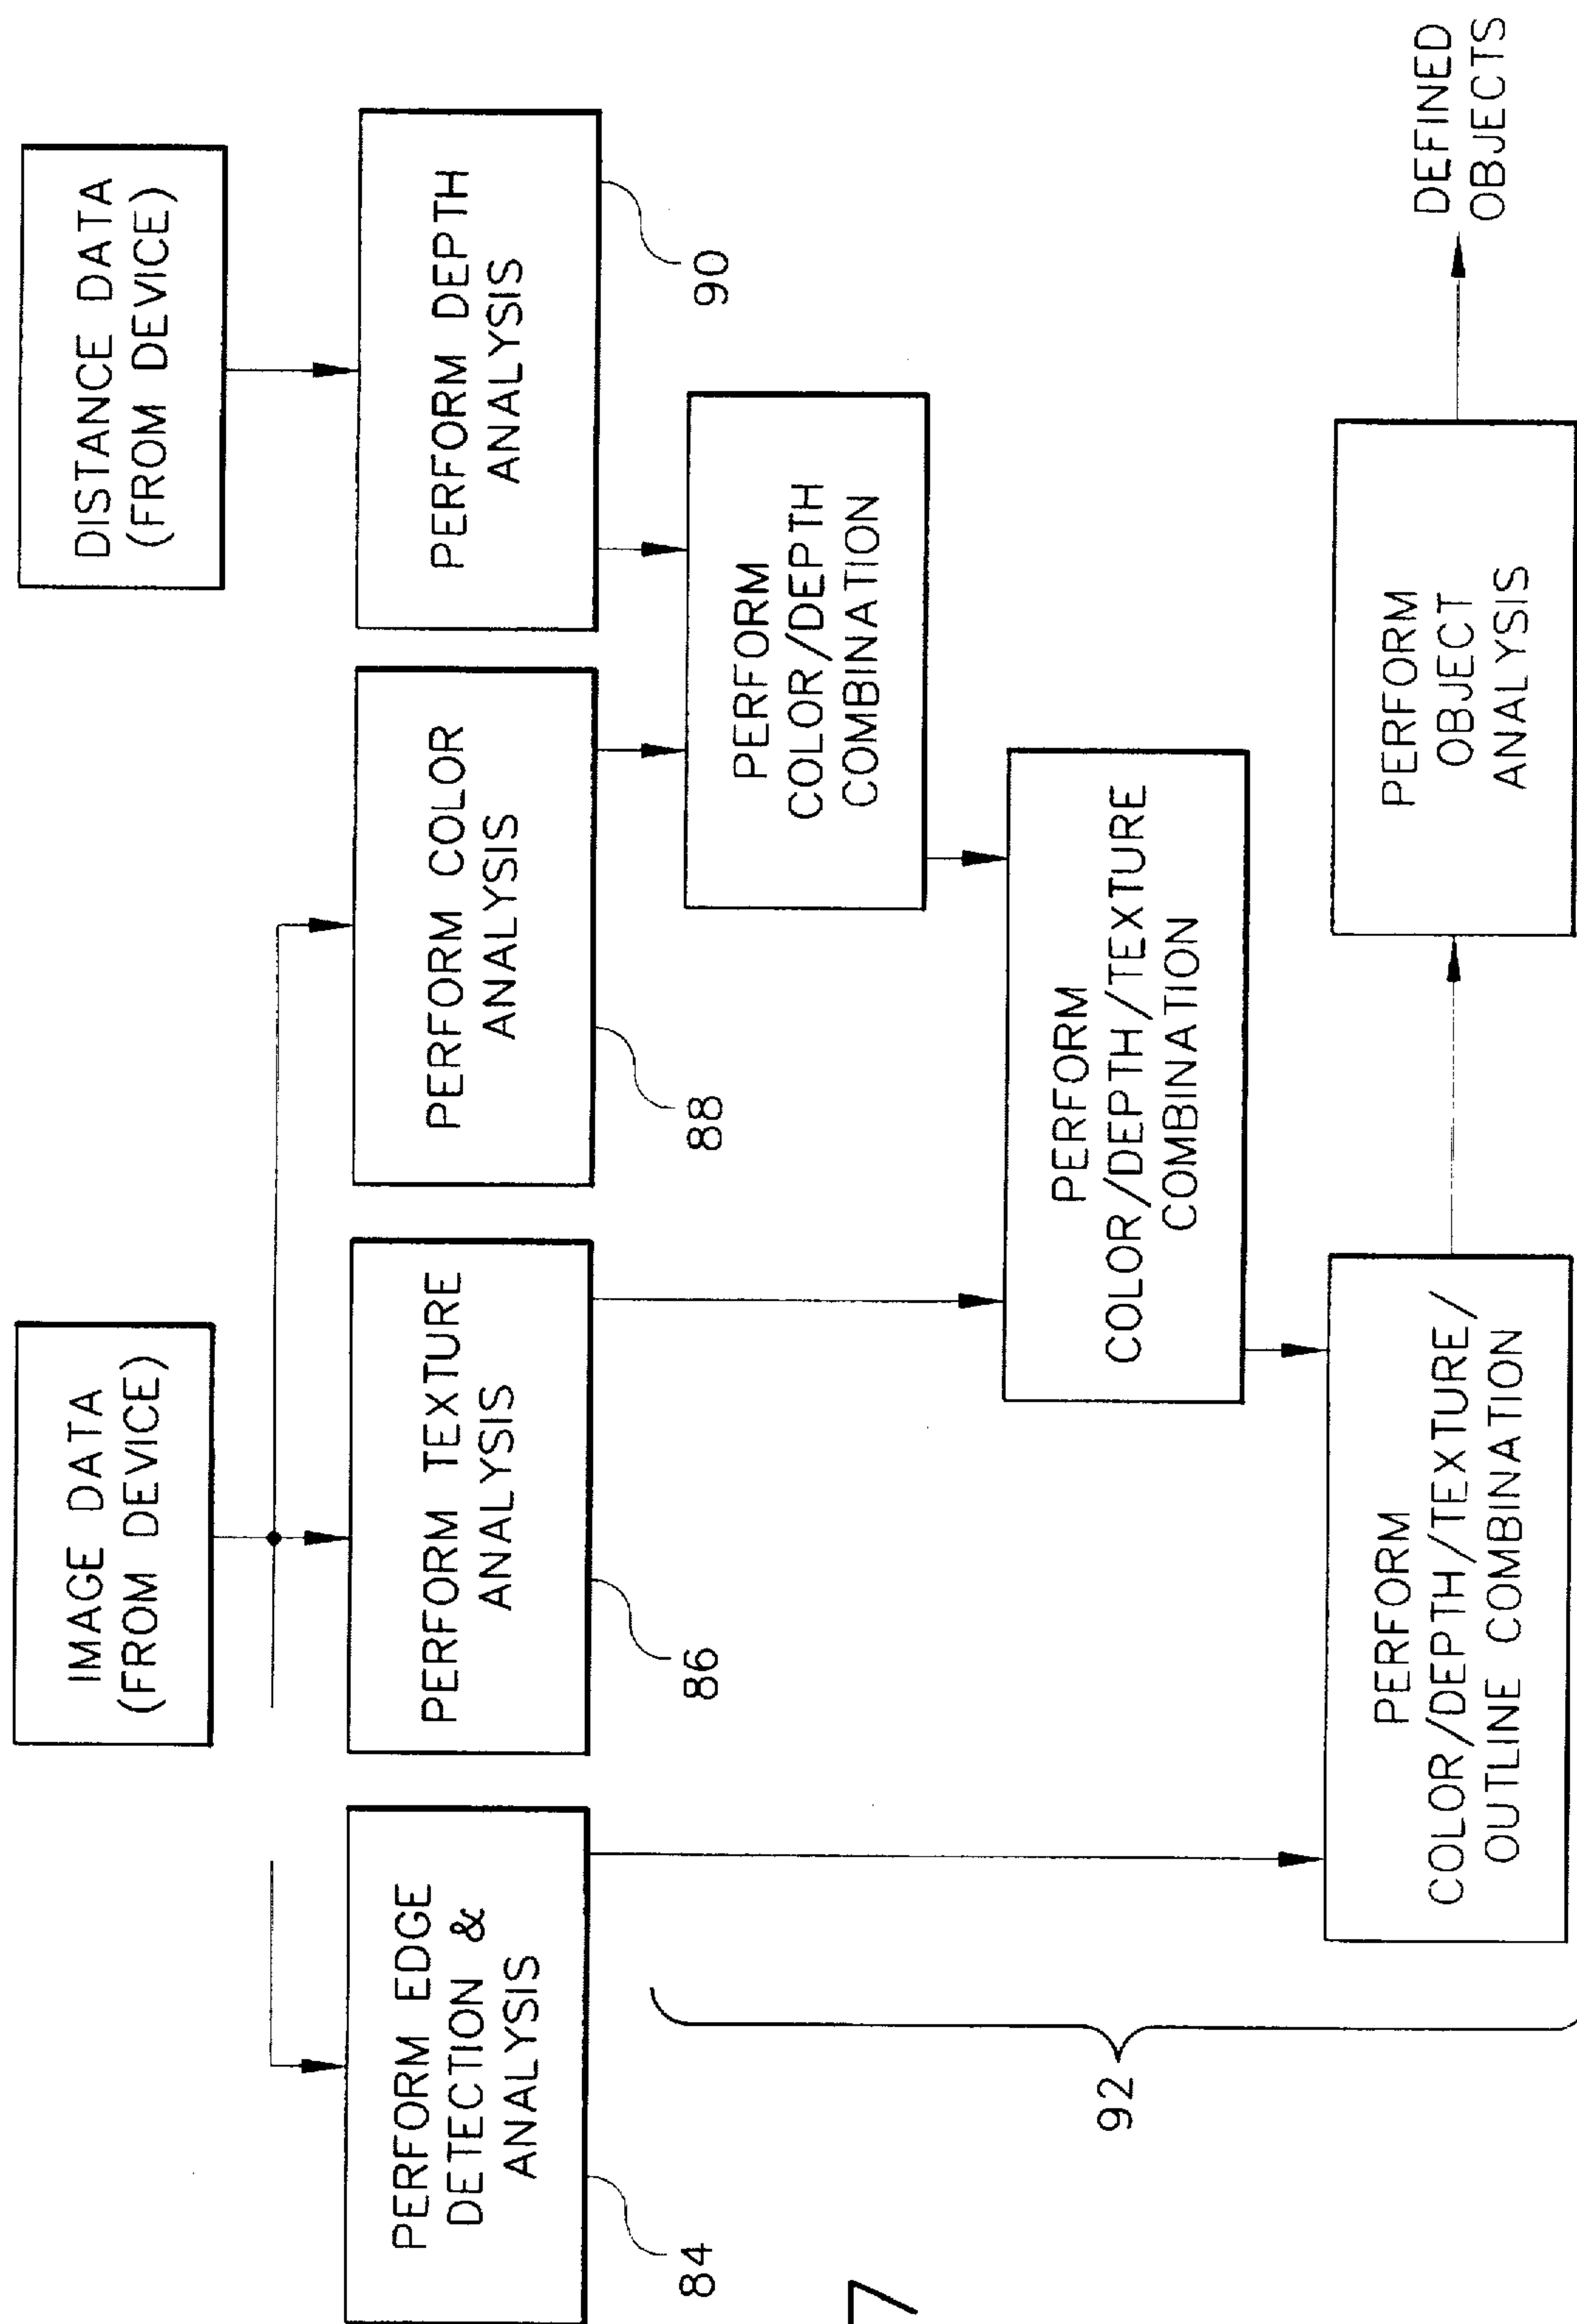 IMAGE DATA
(FROM DEVICE)
DISTANCE DATA
(FROM DEVICE)
PERFORM EDGE
DETECTION &
ANALYSIS
84
PERFORM TEXTURE
ANALYSIS
86
PERFORM COLOR
ANALYSIS
88
PERFORM DEPTH
ANALYSIS
90
PERFORM
COLOR/DEPTH
COMBINATION
PERFORM
COLOR/DEPTH/TEXTURE
COMBINATION
92
PERFORM
COLOR/DEPTH/TEXTURE/
OUTLINE COMBINATION
PERFORM
OBJECT
ANALYSIS
DEFINED
OBJECTS
7